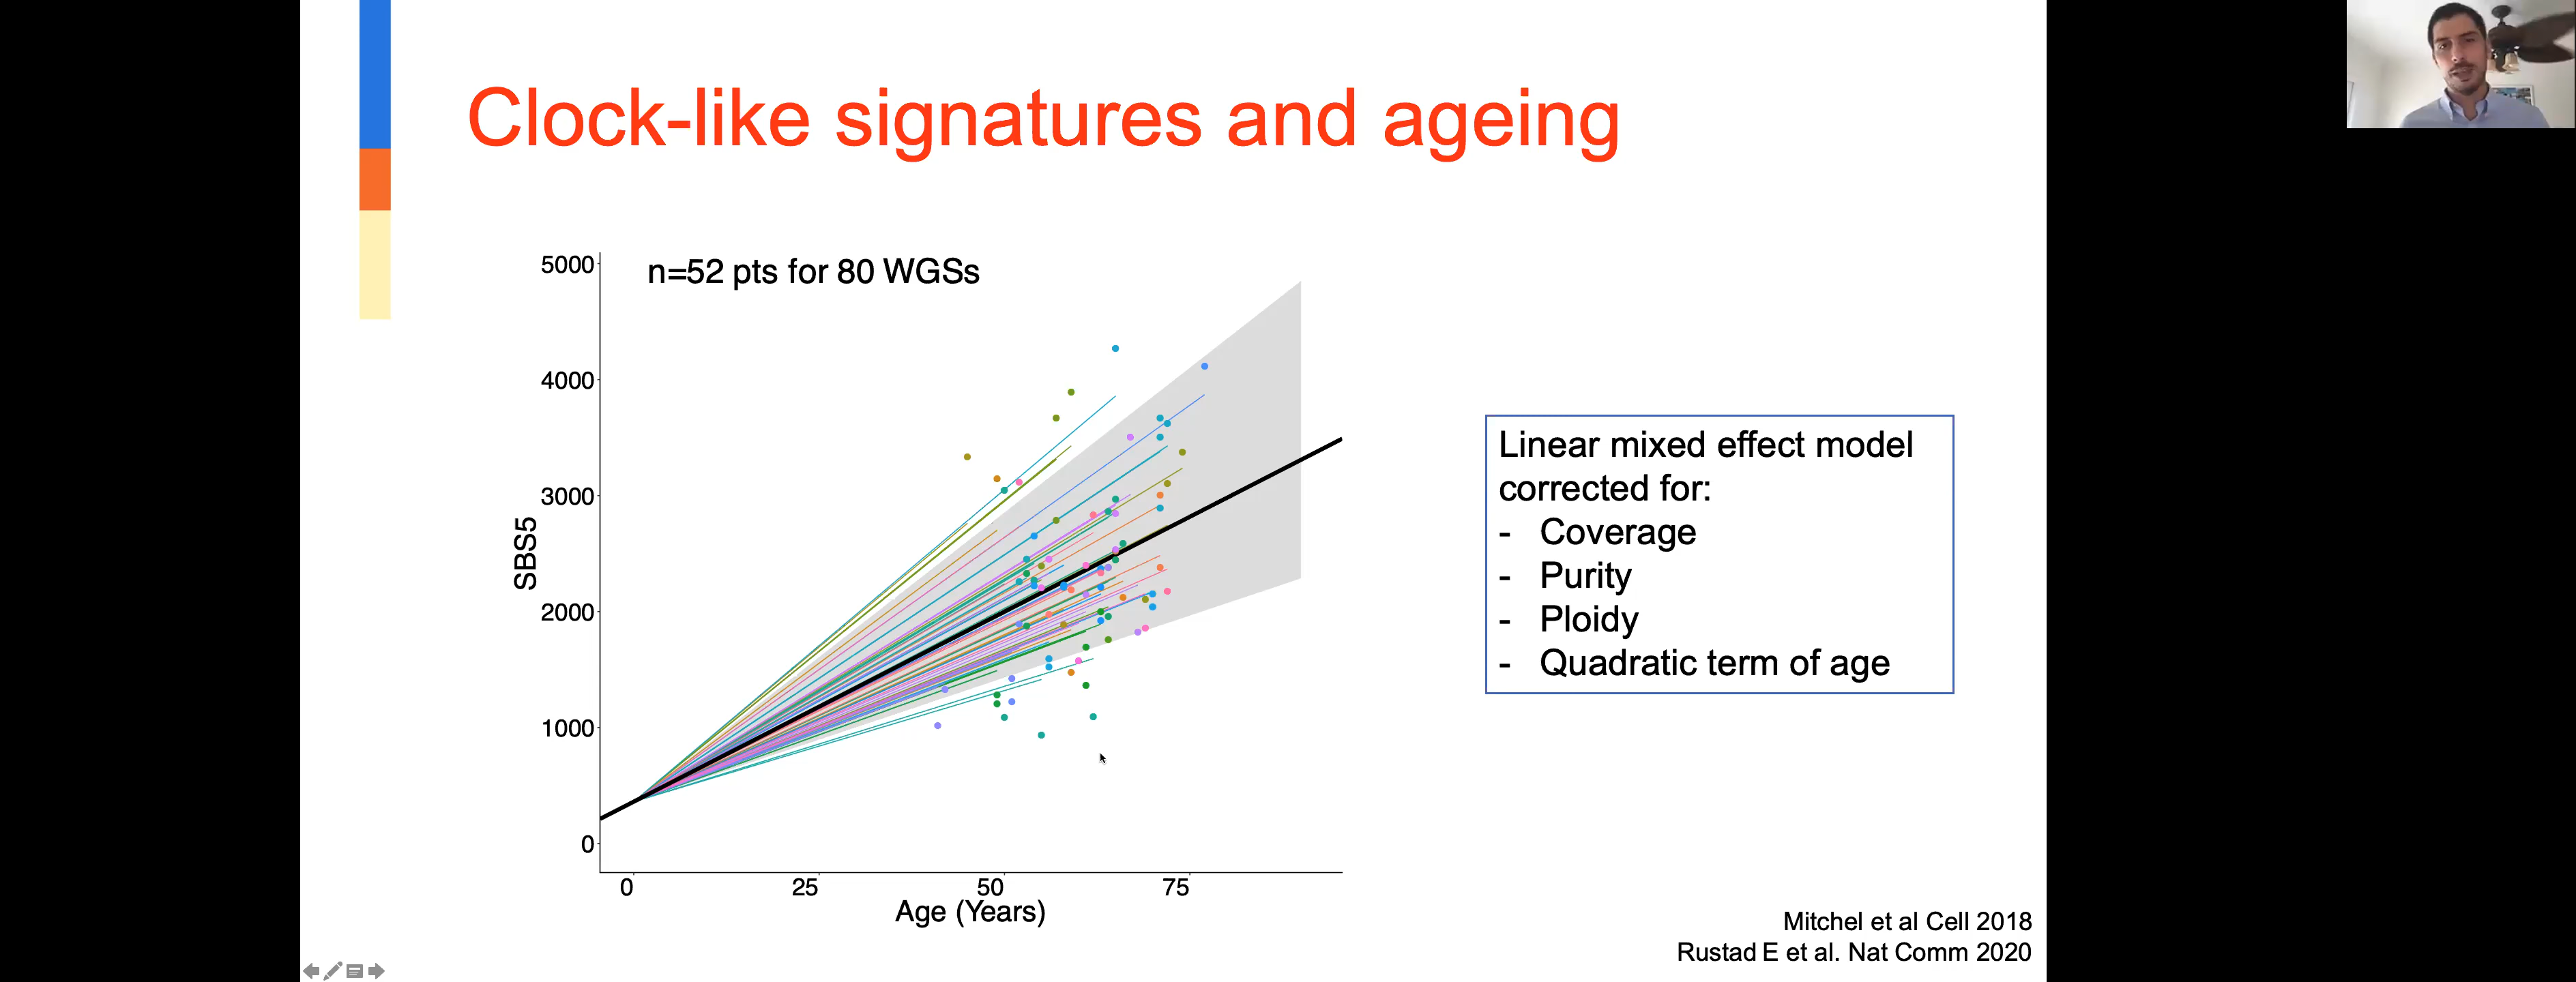 Clock-like signatures and ageing
n=52 pts for 80 WGSs
5000
4000
3000
2000
1000
0
SBS5
0
25
50
75
Age (Years)
Linear mixed effect model
corrected for:
- Coverage
- Purity
- Ploidy
- Quadratic term of age
Mitchel et al Cell 2018
Rustad E et al. Nat Comm 2020